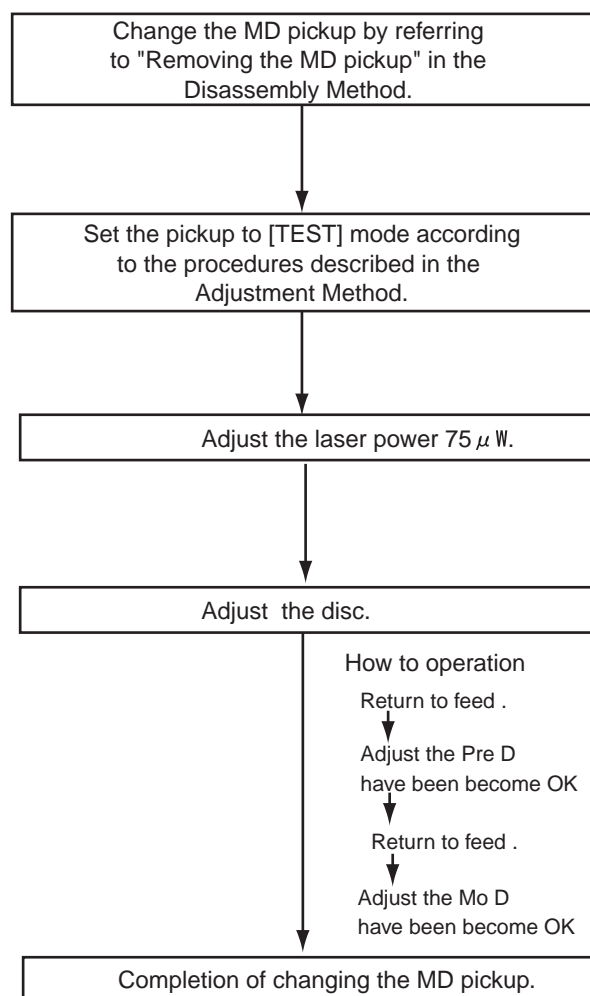 Change the MD pickup by referring
to "Removing the MD pickup" in the
Disassembly Method.
Set the pickup to [TEST] mode according
to the procedures described in the
Adjustment Method.
Adjust the laser power 75 μW.
Adjust the disc.
How to operation
Return to feed .
Adjust the Pre D
have been become OK
Return to feed .
Adjust the Mo D
have been become OK
Completion of changing the MD pickup.